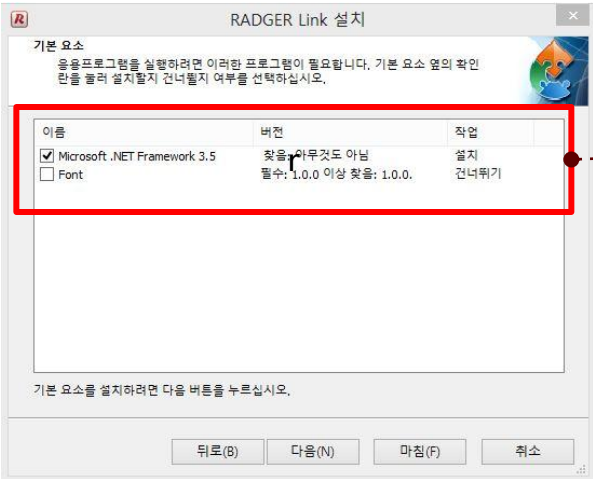 R
RADGER Link 설치
기본 요소
응용프로그램을 실행하려면 이러한 프로그램이 필요합니다. 기본 요소 옆의 확인
란을 눌러 설치할지 건너뛸지 여부를 선택하십시오.
이름 버전 작업
Microsoft .NET Framework 3.5 찾음: 아무것도 아님 설치
r
Font 필수: 1.0.0 이상 찾음: 1.0.0. 건너뛰기
기본 요소를 설치하려면 다음 버튼을 누르십시오.
뒤로(B) 다음(N) 마침(F) 취소